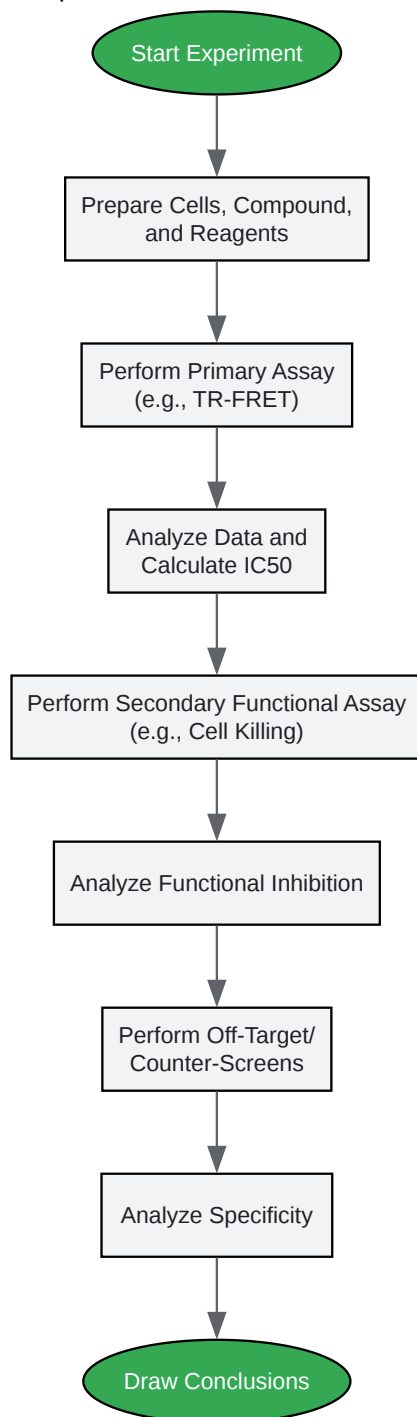 Start Experiment
Prepare Cells, Compound,
and Reagents
Perform Primary Assay
(e.g., TR-FRET)
Analyze Data and
Calculate IC50
Perform Secondary Functional Assay
(e.g., Cell Killing)
Analyze Functional Inhibition
Perform Off-Target/
Counter-Screens
Analyze Specificity
Draw Conclusions